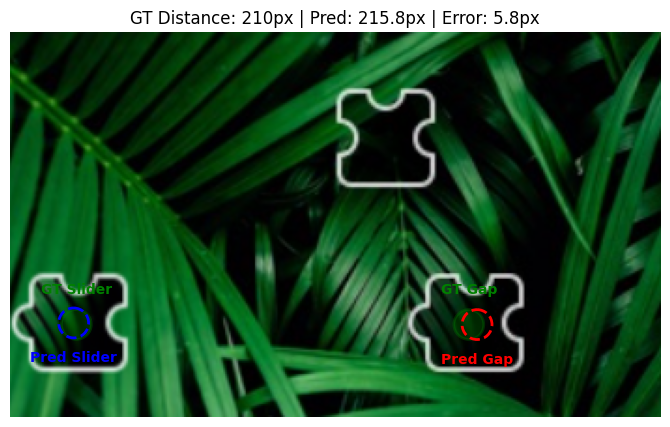 GT Distance: 210px | Pred: 215.8px | Error: 5.8px
GT Slider
GT Gap
Pred Slider
Pred Gap